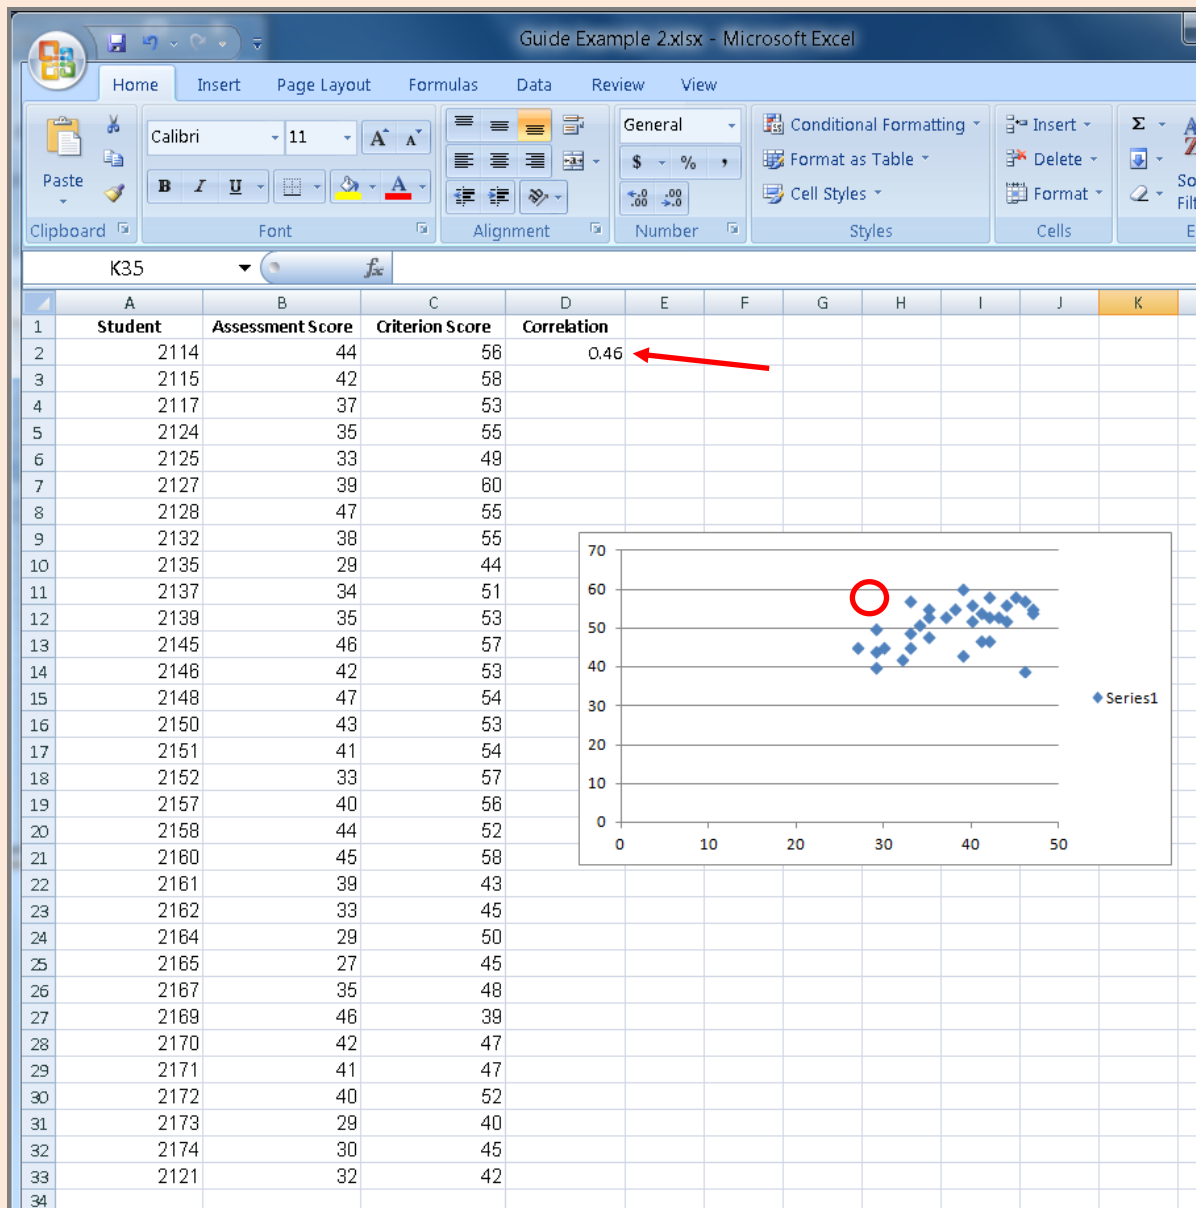 Guide Example 2.xlsx - Microsoft Excel
Home Insert Page Layout Formulas Data Review View
Paste
Calibri 11 A A
B I U A
General
$ % ,
.0 .00 .00 .0
Conditional Formatting
Format as Table
Cell Styles
Insert
Delete
Format
Σ
So
Filt
Clipboard Font Alignment Number Styles Cells E
K35 fx
A B C D E F G H I J K
1 Student Assessment Score Criterion Score Correlation
2 2114 44 56 0.46
3 2115 42 58
4 2117 37 53
5 2124 35 55
6 2125 33 49
7 2127 39 60
8 2128 47 55
9 2132 38 55
10 2135 29 44
11 2137 34 51
12 2139 35 53
13 2145 46 57
14 2146 42 53
15 2148 47 54
16 2150 43 53
17 2151 41 54
18 2152 33 57
19 2157 40 56
20 2158 44 52
21 2160 45 58
22 2161 39 43
23 2162 33 45
24 2164 29 50
25 2165 27 45
26 2167 35 48
27 2169 46 39
28 2170 42 47
29 2171 41 47
30 2172 40 52
31 2173 29 40
32 2174 30 45
33 2121 32 42
34
70
60
50
40
30
20
10
0
0 10 20 30 40 50
Series1